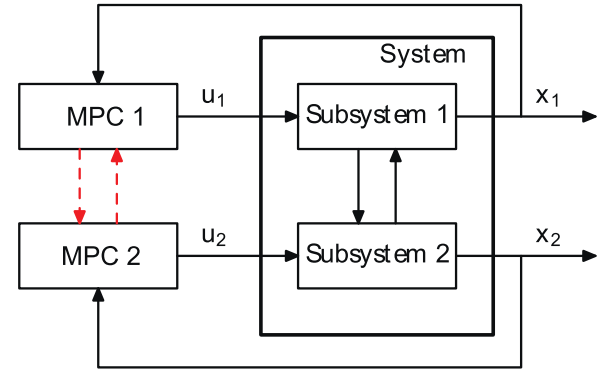 System
MPC 1
u1
Subsystem 1
x1
MPC 2
u2
Subsystem 2
x2